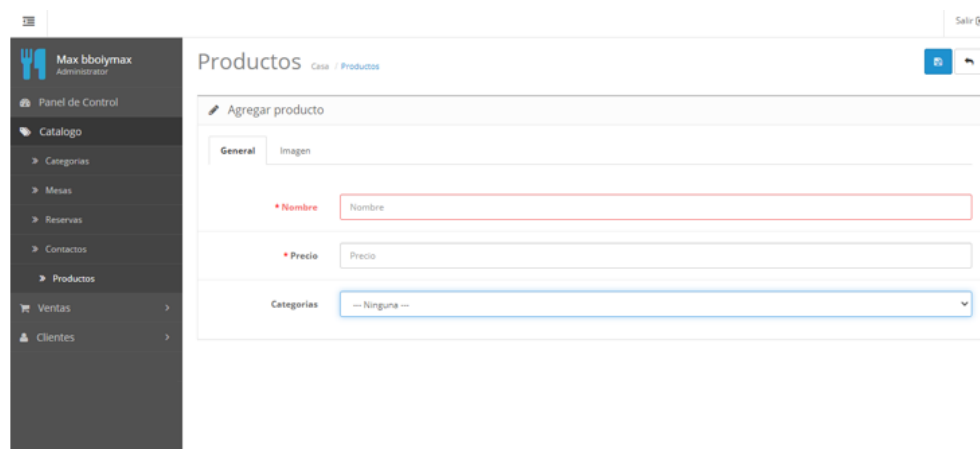 Salir
Max bboiymax
Administrator
Panel de Control
Catalogo
Categorias
Mesas
Reservas
Contactos
Productos
Ventas
Clientes
Productos Casa / Productos
Agregar producto
General Imagen
* Nombre Nombre
* Precio Precio
Categorias --- Ninguna ---